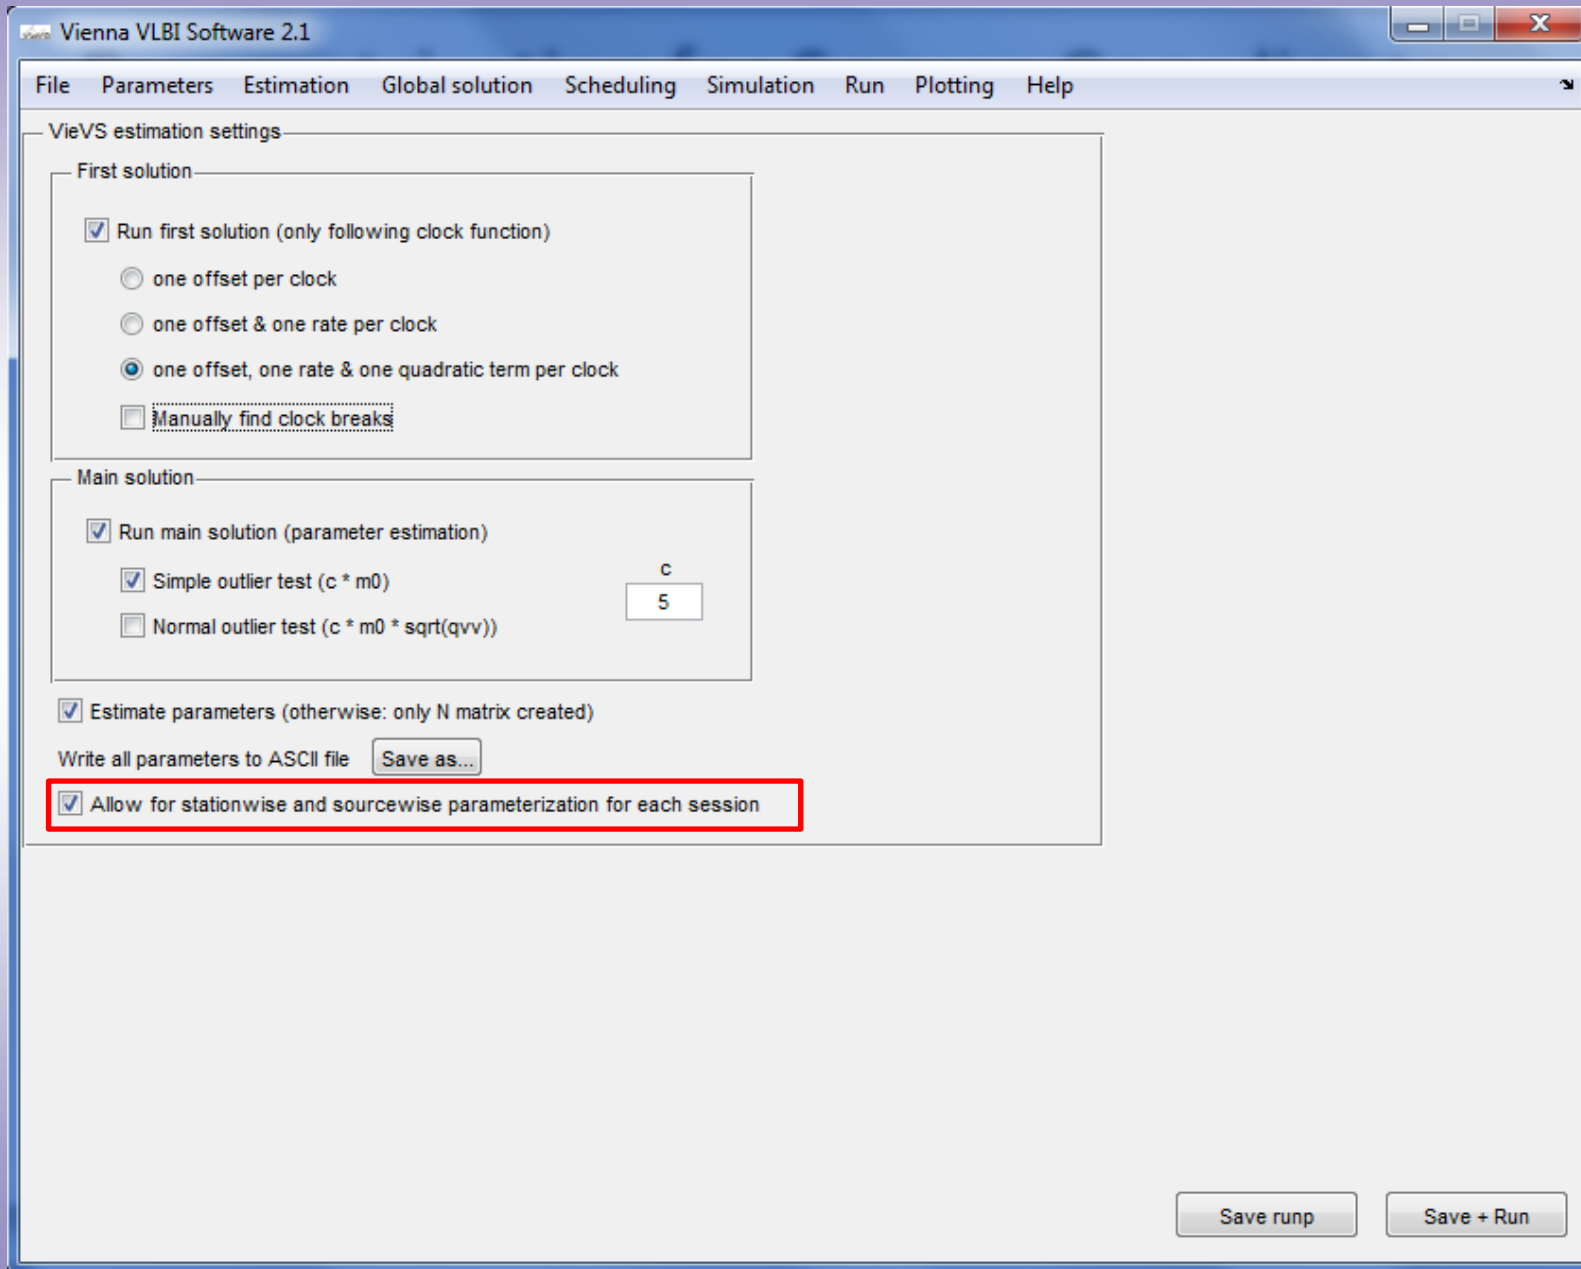 Vienna VLBI Software 2.1
File Parameters Estimation Global solution Scheduling Simulation Run Plotting Help
VieVS estimation settings
First solution
Run first solution (only following clock function)
one offset per clock
one offset & one rate per clock
one offset, one rate & one quadratic term per clock
Manually find clock breaks
Main solution
Run main solution (parameter estimation)
Simple outlier test (c * m0)
c
5
Normal outlier test (c * m0 * sqrt(qvv))
Estimate parameters (otherwise: only N matrix created)
Write all parameters to ASCII file Save as...
Allow for stationwise and sourcewise parameterization for each session
Save runp Save + Run